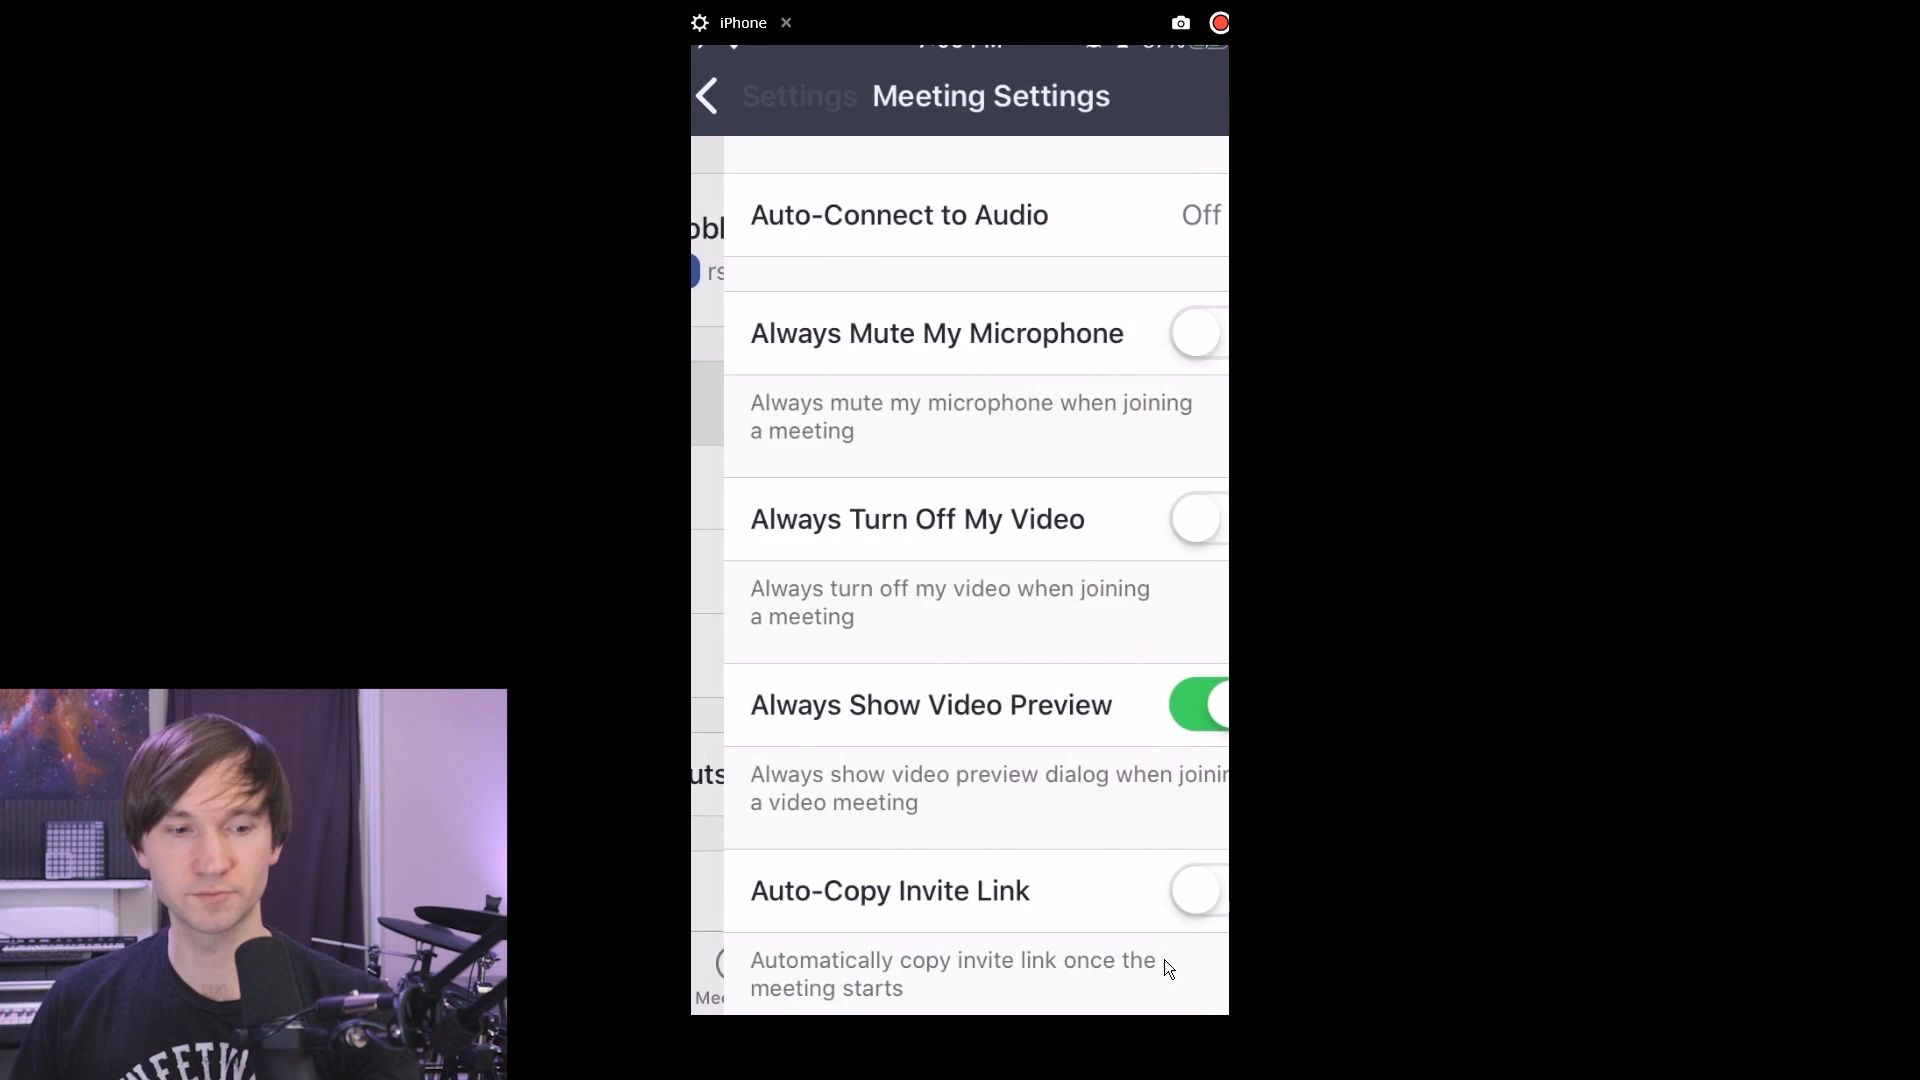 iPhone
Settings Meeting Settings
Auto-Connect to Audio Off
Always Mute My Microphone
Always mute my microphone when joining
a meeting
Always Turn Off My Video
Always turn off my video when joining
a meeting
Always Show Video Preview
Always show video preview dialog when joinin
a video meeting
Auto-Copy Invite Link
Automatically copy invite link once the
meeting starts